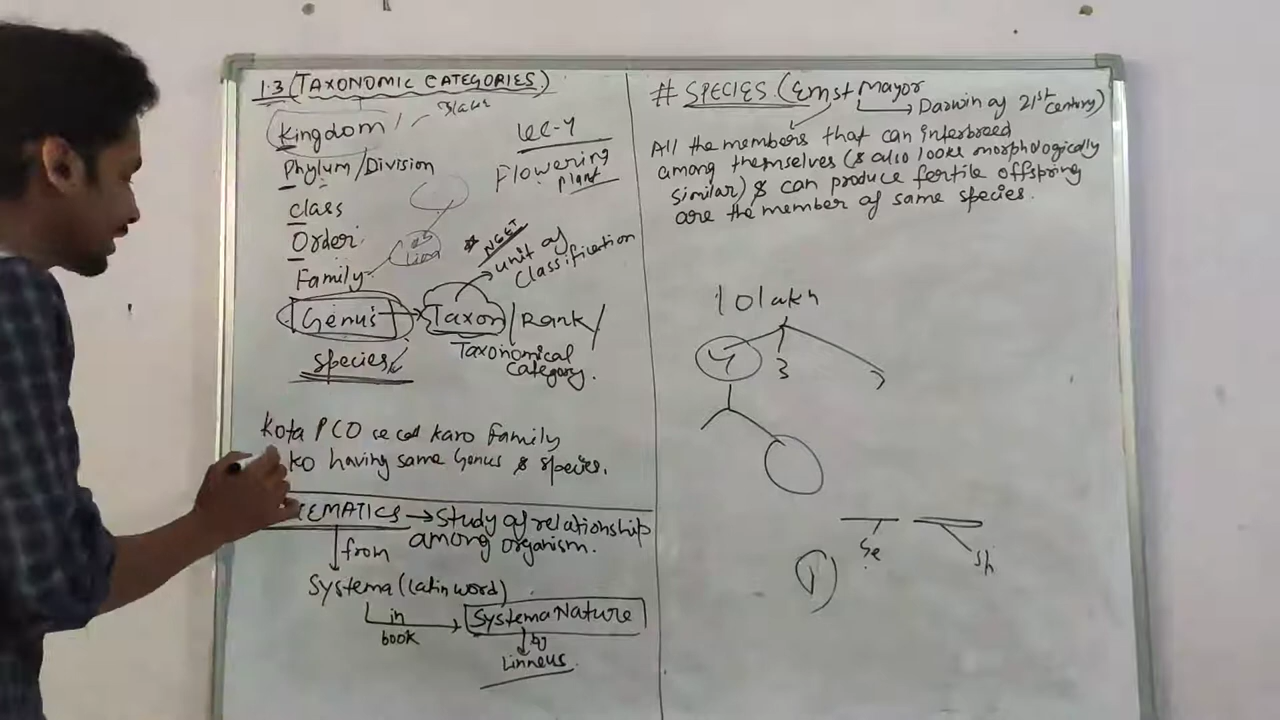 1.3 (TAXONOMIC CATEGORIES)
Kingdom
Phylum/Division
Class
Order
Family
Genus → Taxon/Rank/
Taxonomical
Category.
Species
Lec-4
Flowering
plant
* NEET
unit of
Classification
Kota PCO se call karo family
ko having same Genus & species.
EMATICS → Study of relationship
among organism.
from
Systema (Latin word)
in
book
Systema Nature
by
Linneus.
# SPECIES (Ernst Mayor
Darwin of 21st century)
All the members that can interbreed
among themselves (& also looks morphologically
similar) & can produce fertile offspring
are the member of same species.
10 lakh
4 3
Se
Sp